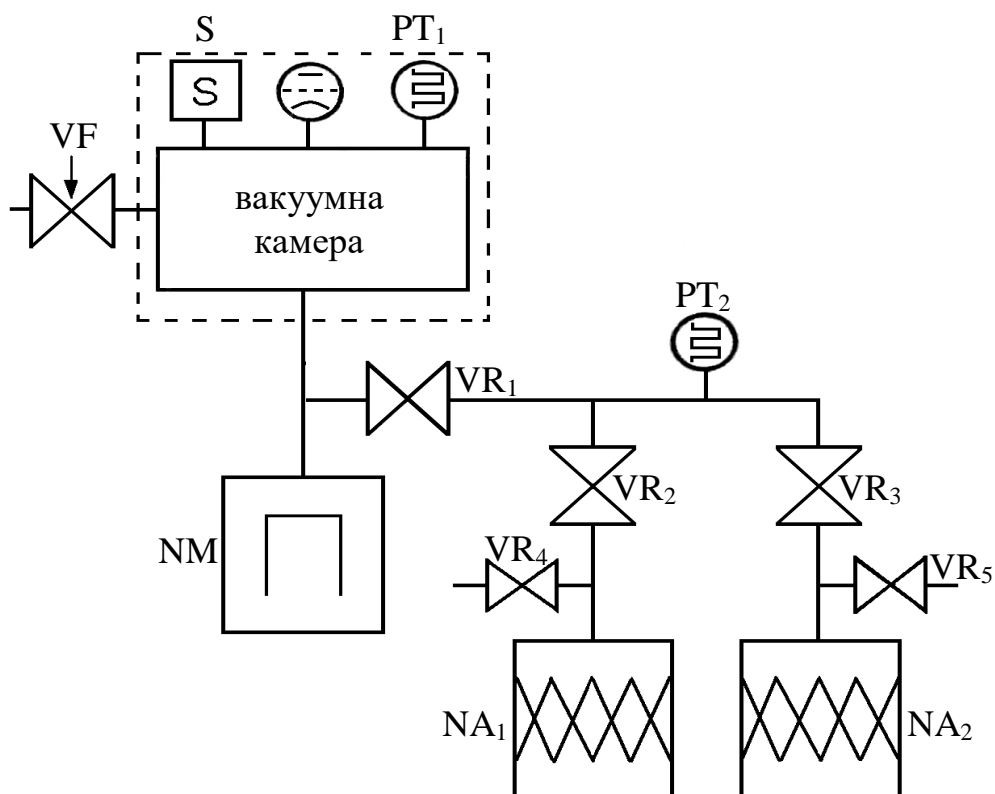 S
PT₁
S
VF
вакуумна
камера
PT₂
VR₁
VR₂
VR₃
NM
VR₄
VR₅
NA₁
NA₂